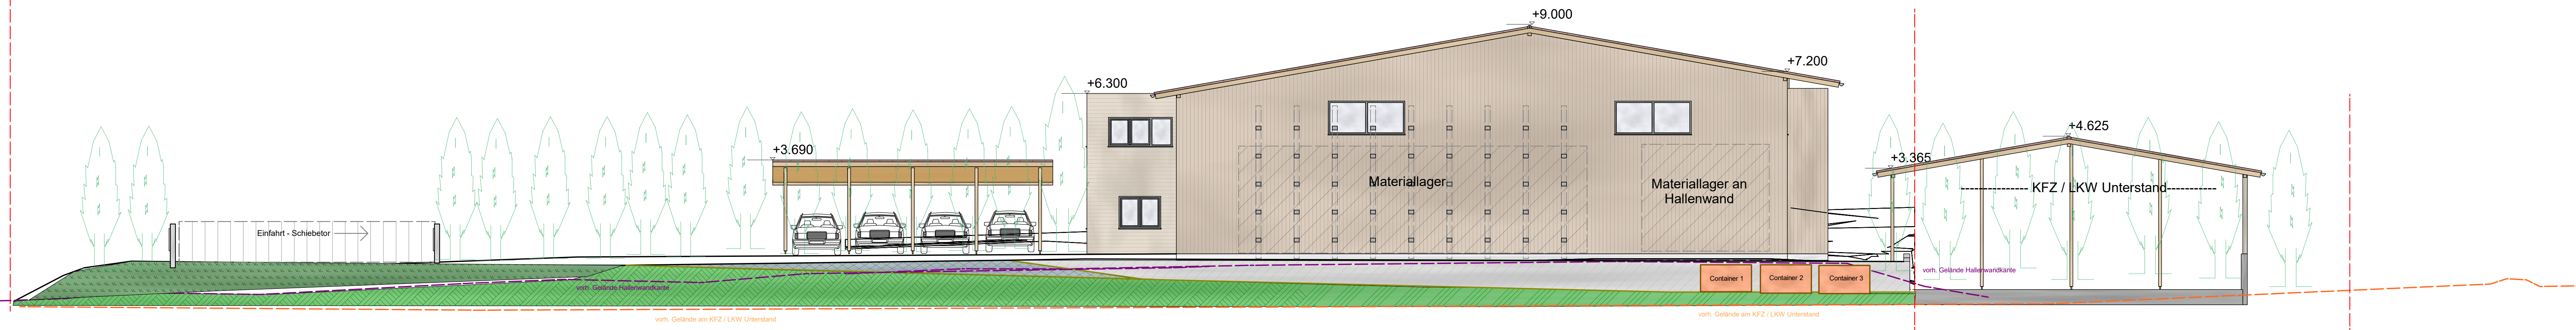 +9.000
+7.200
+6.300
+4.625
+3.690
+3.365
Materiallager
Materiallager an
Hallenwand
KFZ / LKW Unterstand
Einfahrt - Schiebetor
vorh. Gelände Hallenwandkante
Container 1
Container 2
Container 3
vorh. Gelände Hallenwandkante
vorh. Gelände am KFZ / LKW Unterstand
vorh. Gelände am KFZ / LKW Unterstand